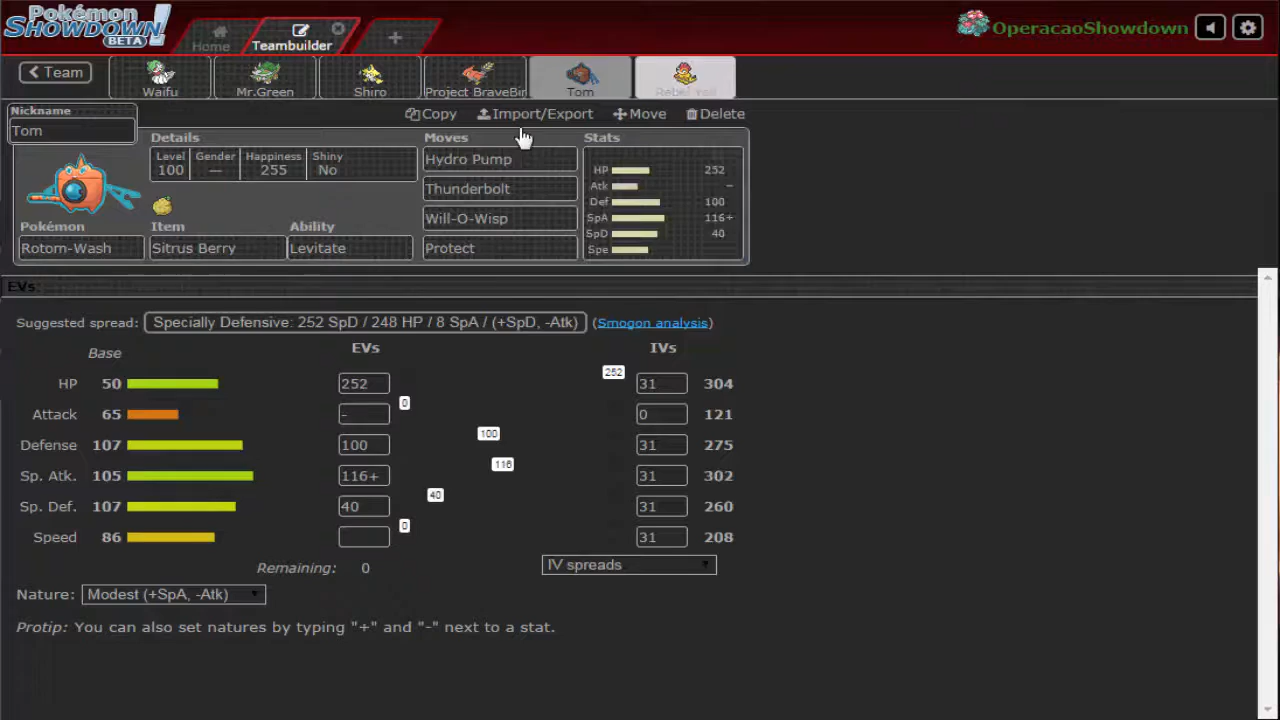 Pokémon
SHOWDOWN!
BETA
Home
Teambuilder
OperacaoShowdown
Team
Waifu
Mr.Green
Shiro
Project BraveBir
Tom
Rebel Yell
Nickname
Tom
Copy
Import/Export
Move
Delete
Details
Moves
Stats
Level
Gender
Happiness
Shiny
100
—
255
No
Hydro Pump
Thunderbolt
Will-O-Wisp
Protect
HP 252
Atk –
Def 100
SpA 116+
SpD 40
Spe
Pokémon
Item
Ability
Rotom-Wash
Sitrus Berry
Levitate
EVs
Suggested spread: Specially Defensive: 252 SpD / 248 HP / 8 SpA / (+SpD, -Atk) (Smogon analysis)
Base EVs IVs
HP 50 252 252 31 304
Attack 65 - 0 0 121
Defense 107 100 100 31 275
Sp. Atk. 105 116+ 116 31 302
Sp. Def. 107 40 40 31 260
Speed 86 0 31 208
Remaining: 0
IV spreads
Nature: Modest (+SpA, -Atk)
Protip: You can also set natures by typing "+" and "-" next to a stat.